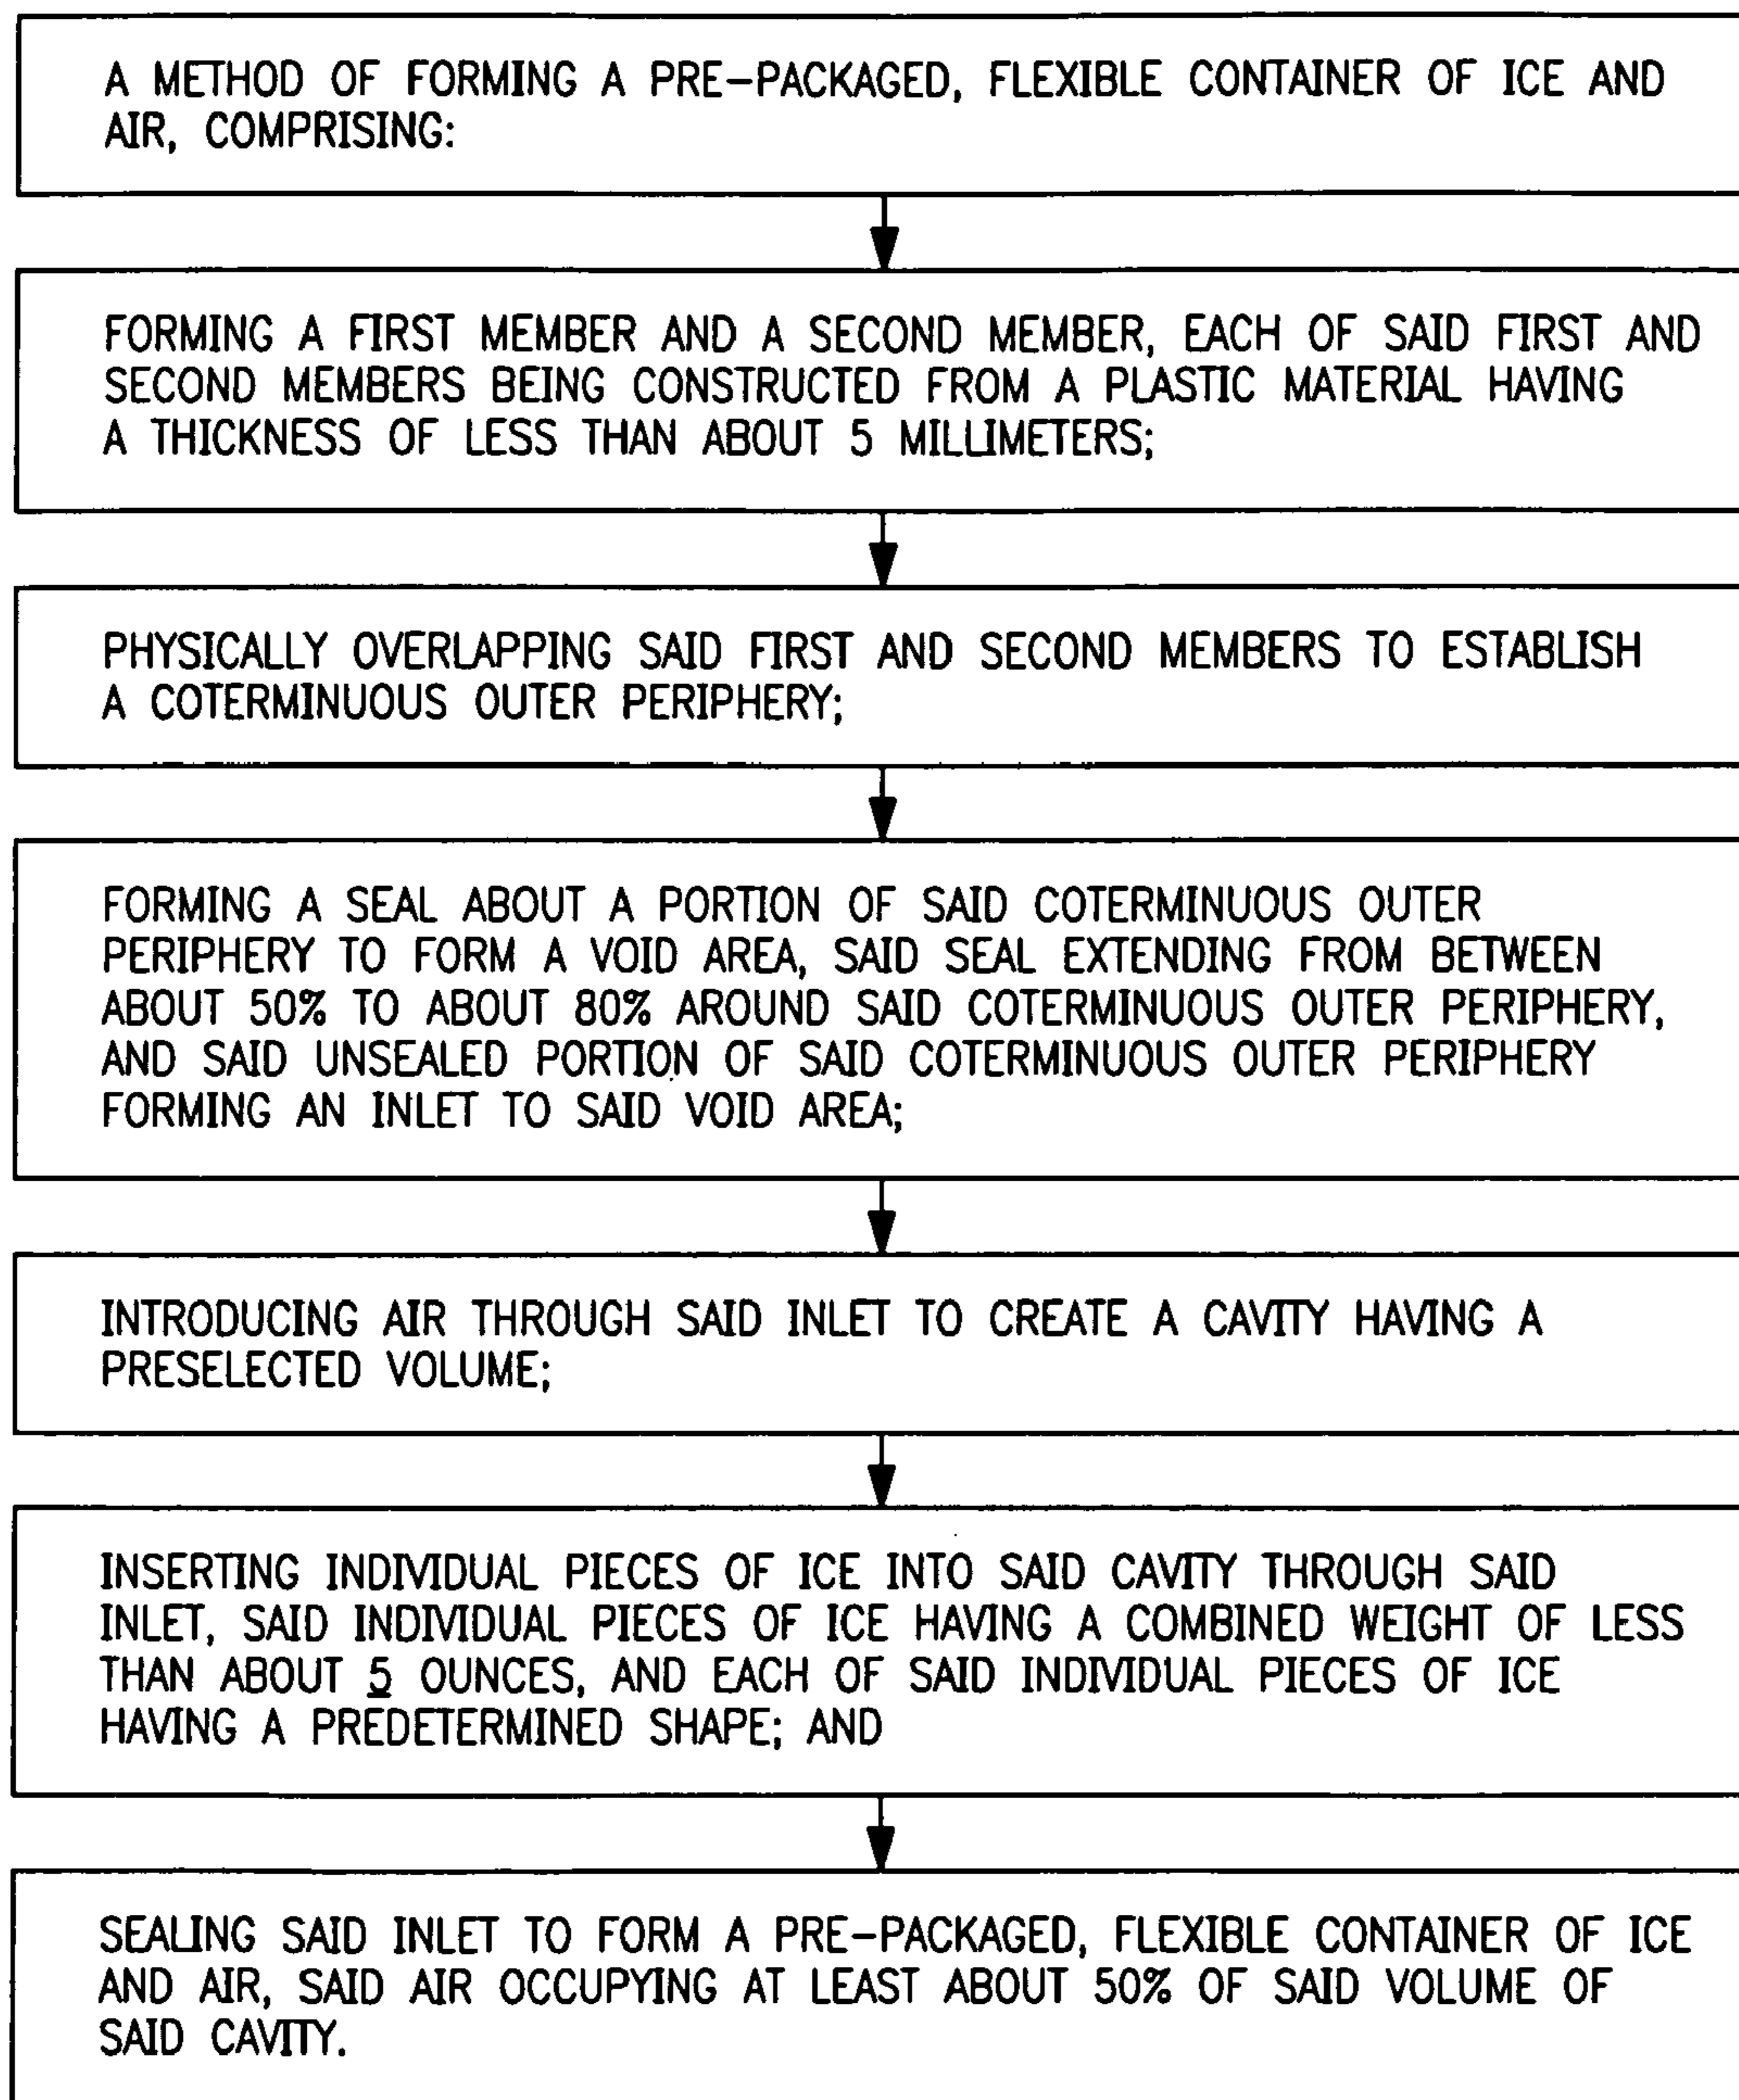 A METHOD OF FORMING A PRE-PACKAGED, FLEXIBLE CONTAINER OF ICE AND
AIR, COMPRISING:
FORMING A FIRST MEMBER AND A SECOND MEMBER, EACH OF SAID FIRST AND
SECOND MEMBERS BEING CONSTRUCTED FROM A PLASTIC MATERIAL HAVING
A THICKNESS OF LESS THAN ABOUT 5 MILLIMETERS;
PHYSICALLY OVERLAPPING SAID FIRST AND SECOND MEMBERS TO ESTABLISH
A COTERMINUOUS OUTER PERIPHERY;
FORMING A SEAL ABOUT A PORTION OF SAID COTERMINUOUS OUTER
PERIPHERY TO FORM A VOID AREA, SAID SEAL EXTENDING FROM BETWEEN
ABOUT 50% TO ABOUT 80% AROUND SAID COTERMINUOUS OUTER PERIPHERY,
AND SAID UNSEALED PORTION OF SAID COTERMINUOUS OUTER PERIPHERY
FORMING AN INLET TO SAID VOID AREA;
INTRODUCING AIR THROUGH SAID INLET TO CREATE A CAVITY HAVING A
PRESELECTED VOLUME;
INSERTING INDIVIDUAL PIECES OF ICE INTO SAID CAVITY THROUGH SAID
INLET, SAID INDIVIDUAL PIECES OF ICE HAVING A COMBINED WEIGHT OF LESS
THAN ABOUT 5 OUNCES, AND EACH OF SAID INDIVIDUAL PIECES OF ICE
HAVING A PREDETERMINED SHAPE; AND
SEALING SAID INLET TO FORM A PRE-PACKAGED, FLEXIBLE CONTAINER OF ICE
AND AIR, SAID AIR OCCUPYING AT LEAST ABOUT 50% OF SAID VOLUME OF
SAID CAVITY.